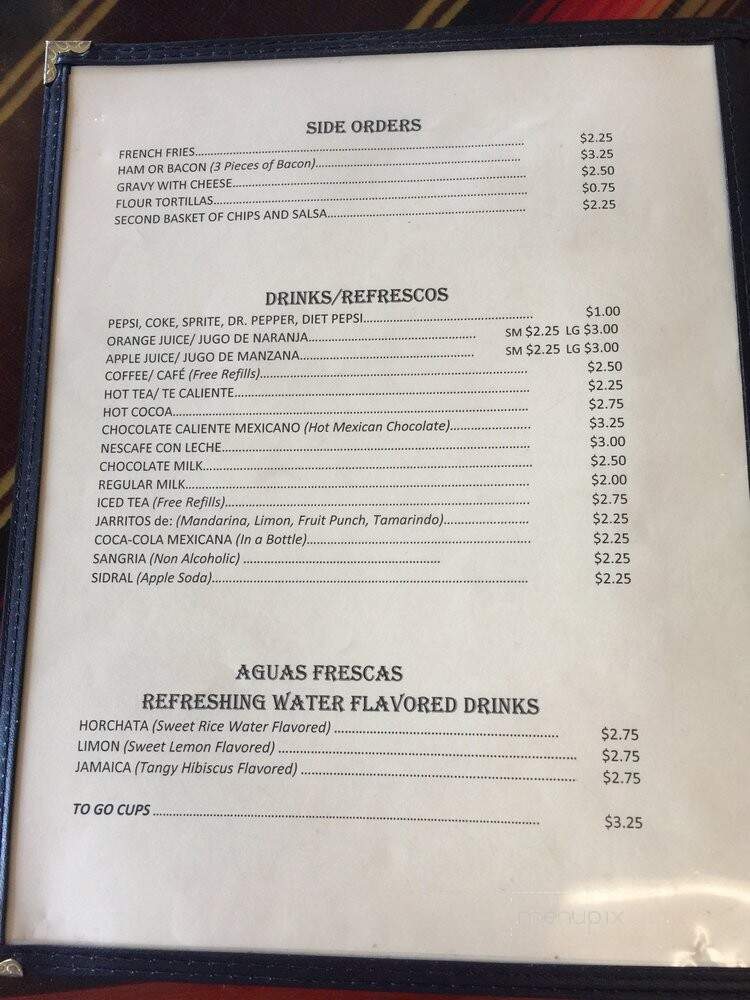 SIDE ORDERS
FRENCH FRIES........................ $2.25
HAM OR BACON (3 Pieces of Bacon)........................ $3.25
GRAVY WITH CHEESE........................ $2.50
FLOUR TORTILLAS........................ $0.75
SECOND BASKET OF CHIPS AND SALSA........................ $2.25
DRINKS/REFRESCOS
PEPSI, COKE, SPRITE, DR. PEPPER, DIET PEPSI........................ $1.00
ORANGE JUICE/ JUGO DE NARANJA........................ SM $2.25 LG $3.00
APPLE JUICE/ JUGO DE MANZANA........................ SM $2.25 LG $3.00
COFFEE/ CAFÉ (Free Refills)........................ $2.50
HOT TEA/ TE CALIENTE........................ $2.25
HOT COCOA........................ $2.75
CHOCOLATE CALIENTE MEXICANO (Hot Mexican Chocolate)........................ $3.25
NESCAFE CON LECHE........................ $3.00
CHOCOLATE MILK........................ $2.50
REGULAR MILK........................ $2.00
ICED TEA (Free Refills)........................ $2.75
JARRITOS de: (Mandarina, Limon, Fruit Punch, Tamarindo)........................ $2.25
COCA-COLA MEXICANA (In a Bottle)........................ $2.25
SANGRIA (Non Alcoholic) ........................ $2.25
SIDRAL (Apple Soda)........................ $2.25
AGUAS FRESCAS
REFRESHING WATER FLAVORED DRINKS
HORCHATA (Sweet Rice Water Flavored) ........................ $2.75
LIMON (Sweet Lemon Flavored) ........................ $2.75
JAMAICA (Tangy Hibiscus Flavored) ........................ $2.75
TO GO CUPS ........................ $3.25
menupix